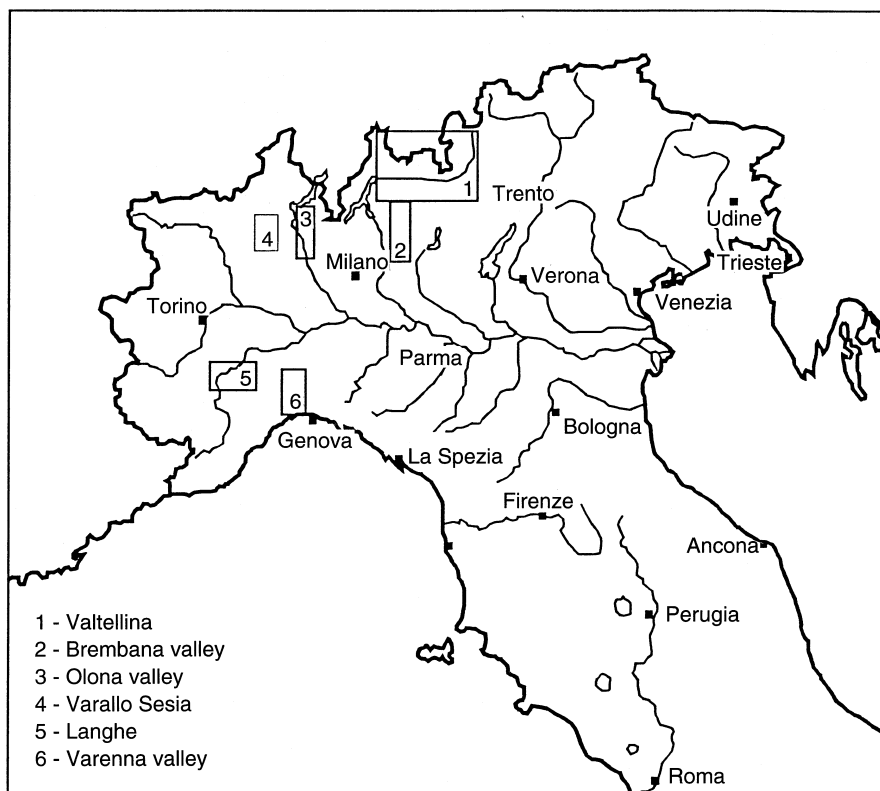 1
Trento
3
4
2
Udine
Milano
Trieste
Verona
Venezia
Torino
Parma
5
6
Bologna
Genova
La Spezia
Firenze
Ancona
Perugia
Roma
1 - Valtellina
2 - Brembana valley
3 - Olona valley
4 - Varallo Sesia
5 - Langhe
6 - Varenna valley